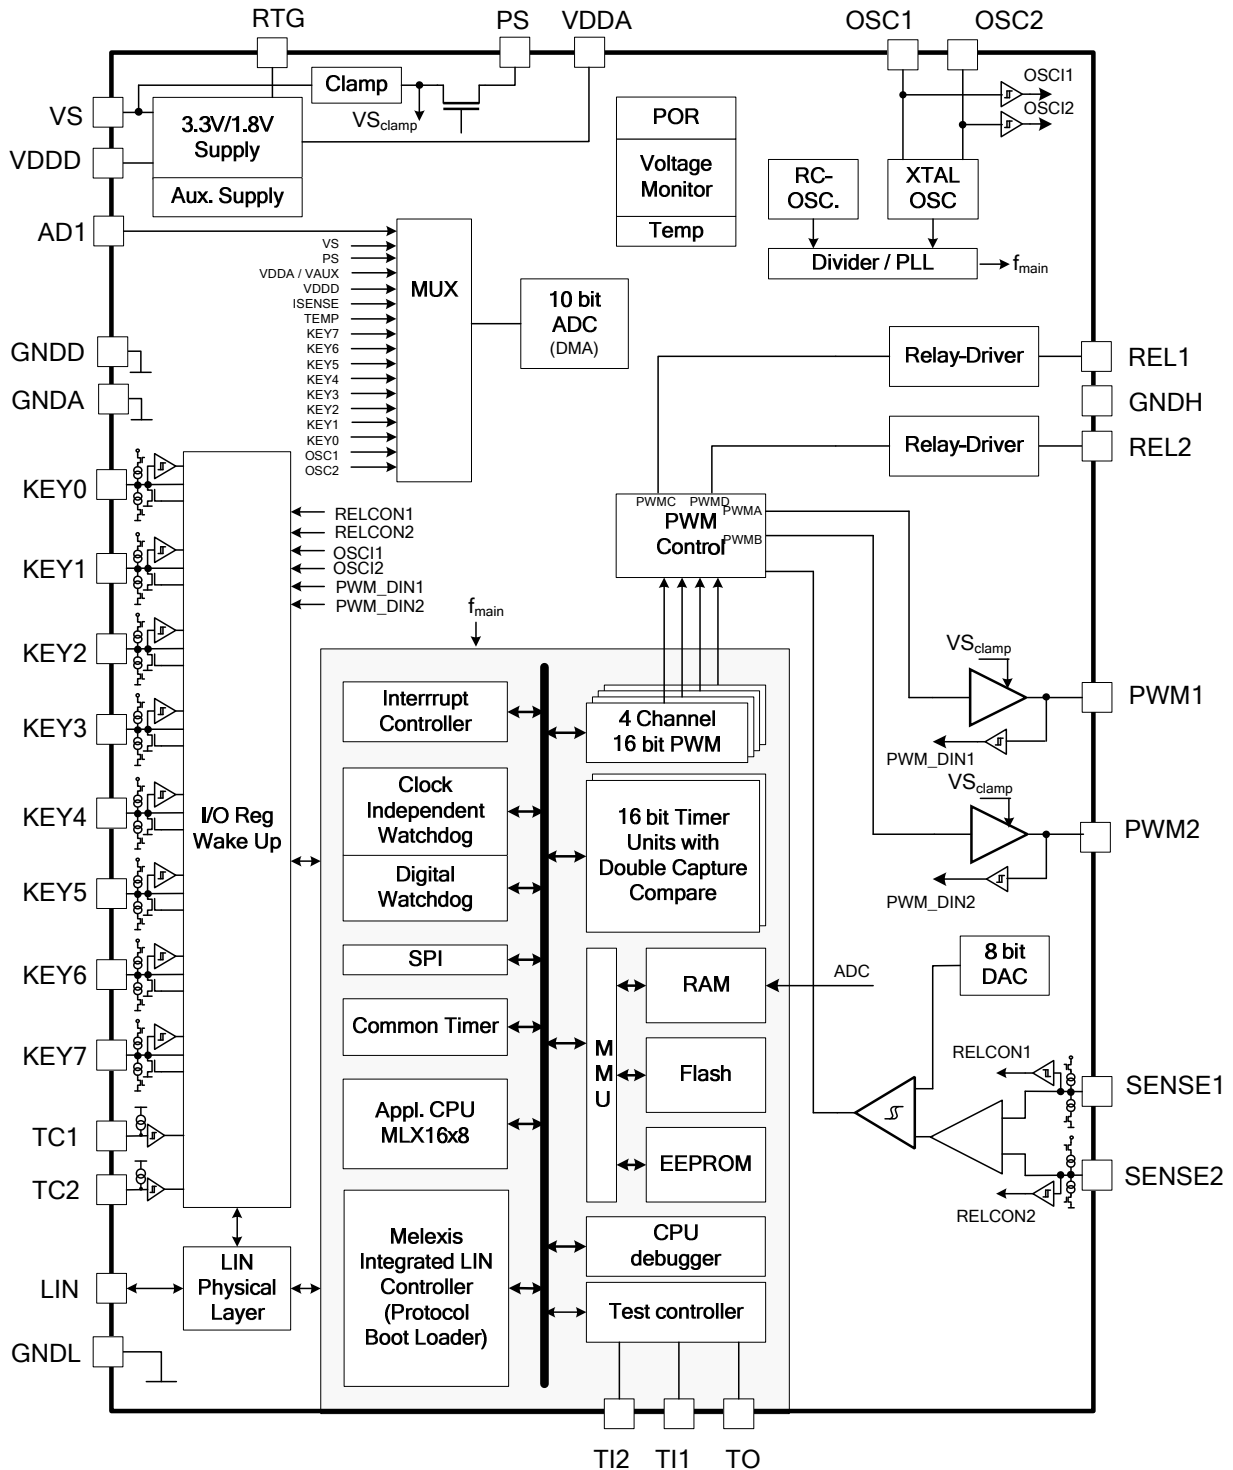 RTG
PS
VDDA
OSC1
OSC2
VS
VDDD
AD1
Clamp
VSclamp
3.3V/1.8V
Supply
Aux. Supply
POR
Voltage
Monitor
Temp
OSCI1
OSCI2
RC-
OSC.
XTAL
OSC
Divider / PLL
fmain
VS
PS
VDDA / VAUX
VDDD
ISENSE
TEMP
KEY7
KEY6
KEY5
KEY4
KEY3
KEY2
KEY1
KEY0
OSC1
OSC2
MUX
10 bit
ADC
(DMA)
GNDD
GNDA
Relay-Driver
REL1
GNDH
Relay-Driver
REL2
KEY0
KEY1
KEY2
KEY3
KEY4
KEY5
KEY6
KEY7
TC1
TC2
LIN
GNDL
I/O Reg
Wake Up
RELCON1
RELCON2
OSCI1
OSCI2
PWM_DIN1
PWM_DIN2
PWMC
PWMD
PWMA
PWMB
PWM
Control
fmain
Interrrupt
Controller
Clock
Independent
Watchdog
Digital
Watchdog
SPI
Common Timer
Appl. CPU
MLX16x8
Melexis
Integrated LIN
Controller
(Protocol
Boot Loader)
LIN
Physical
Layer
4 Channel
16 bit PWM
16 bit Timer
Units with
Double Capture
Compare
M
M
U
RAM
Flash
EEPROM
CPU
debugger
Test controller
ADC
VSclamp
PWM1
PWM_DIN1
VSclamp
PWM2
PWM_DIN2
8 bit
DAC
RELCON1
SENSE1
SENSE2
RELCON2
TI2
TI1
TO